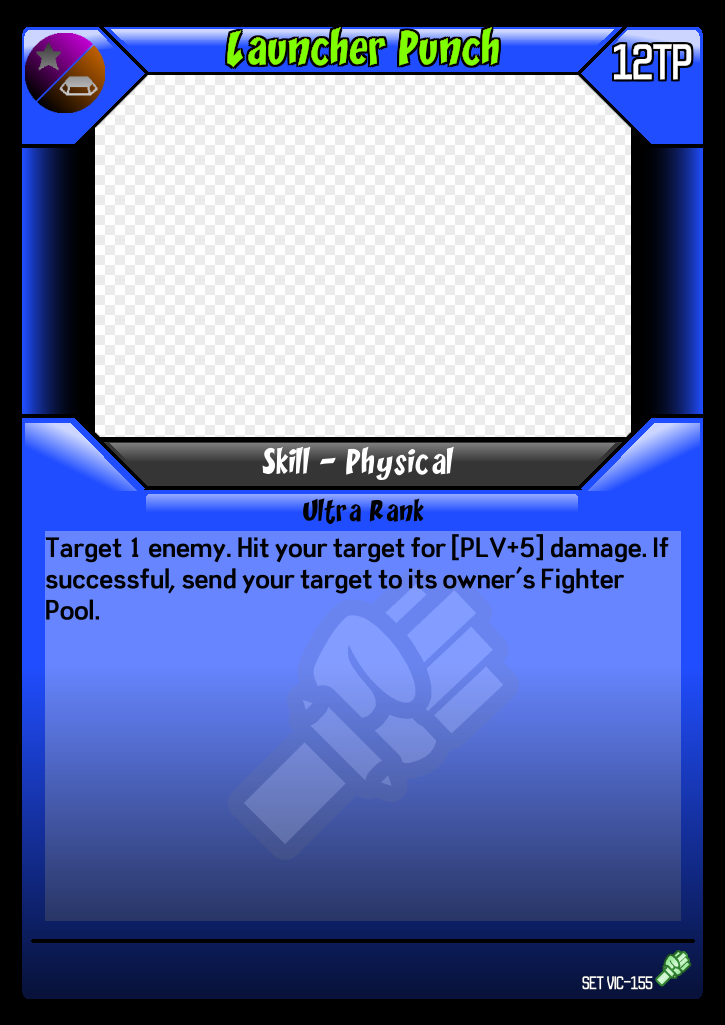 Launcher Punch
12TP
Skill - Physical
Ultra Rank
Target 1 enemy. Hit your target for [PLV+5] damage. If
successful, send your target to its owner's Fighter
Pool.
SET VIC-155